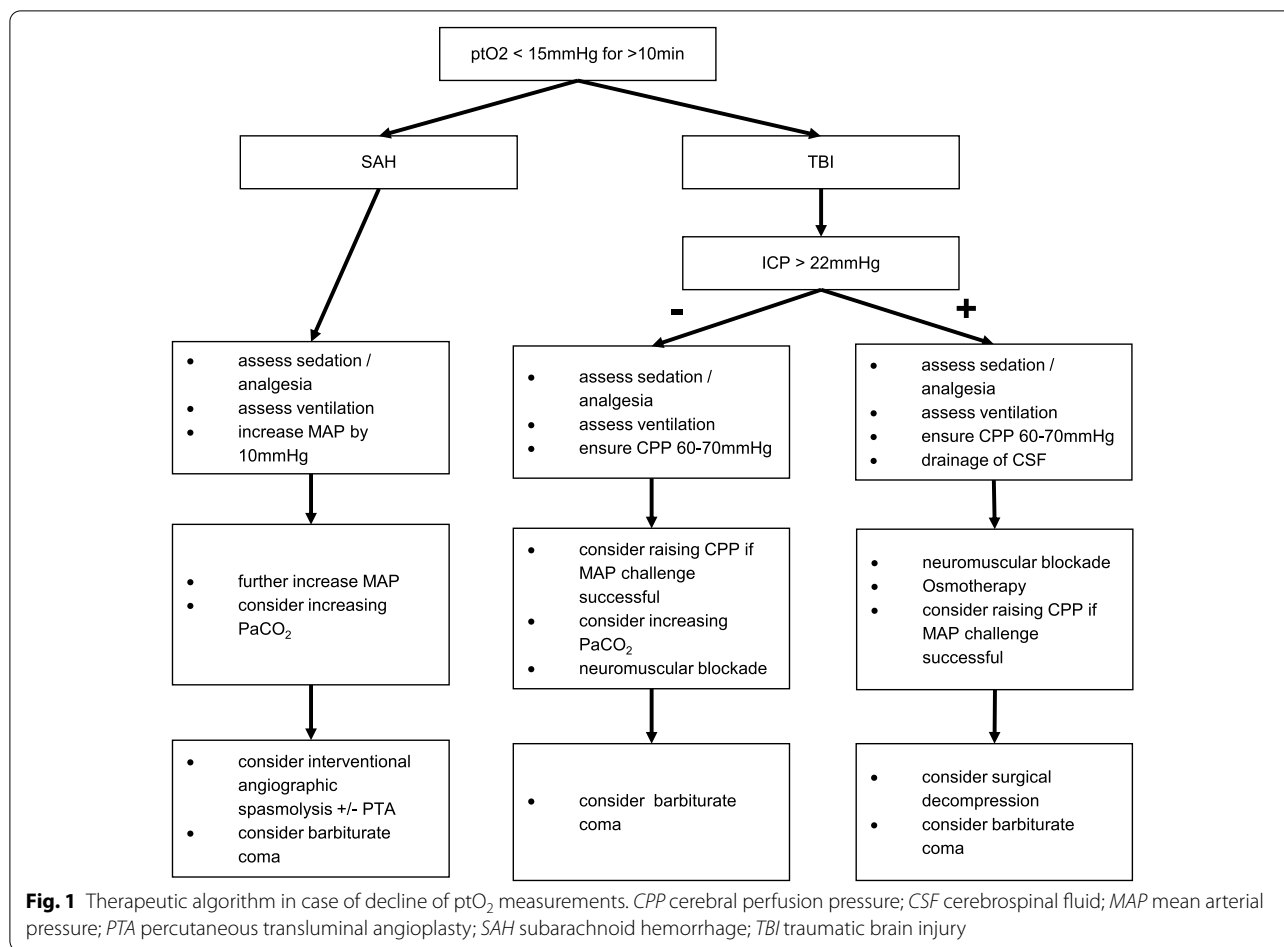 ptO2 < 15mmHg for >10min
SAH
TBI
ICP > 22mmHg
-
+
• assess sedation /
analgesia
• assess ventilation
• increase MAP by
10mmHg
• assess sedation /
analgesia
• assess ventilation
• ensure CPP 60-70mmHg
• assess sedation /
analgesia
• assess ventilation
• ensure CPP 60-70mmHg
• drainage of CSF
• further increase MAP
• consider increasing
PaCO₂
• consider raising CPP if
MAP challenge
successful
• consider increasing
PaCO₂
• neuromuscular blockade
• neuromuscular blockade
• Osmotherapy
• consider raising CPP if
MAP challenge
successful
• consider interventional
angiographic
spasmolysis +/- PTA
• consider barbiturate
coma
• consider barbiturate
coma
• consider surgical
decompression
• consider barbiturate
coma
Fig. 1 Therapeutic algorithm in case of decline of ptO₂ measurements. CPP cerebral perfusion pressure; CSF cerebrospinal fluid; MAP mean arterial
pressure; PTA percutaneous transluminal angioplasty; SAH subarachnoid hemorrhage; TBI traumatic brain injury